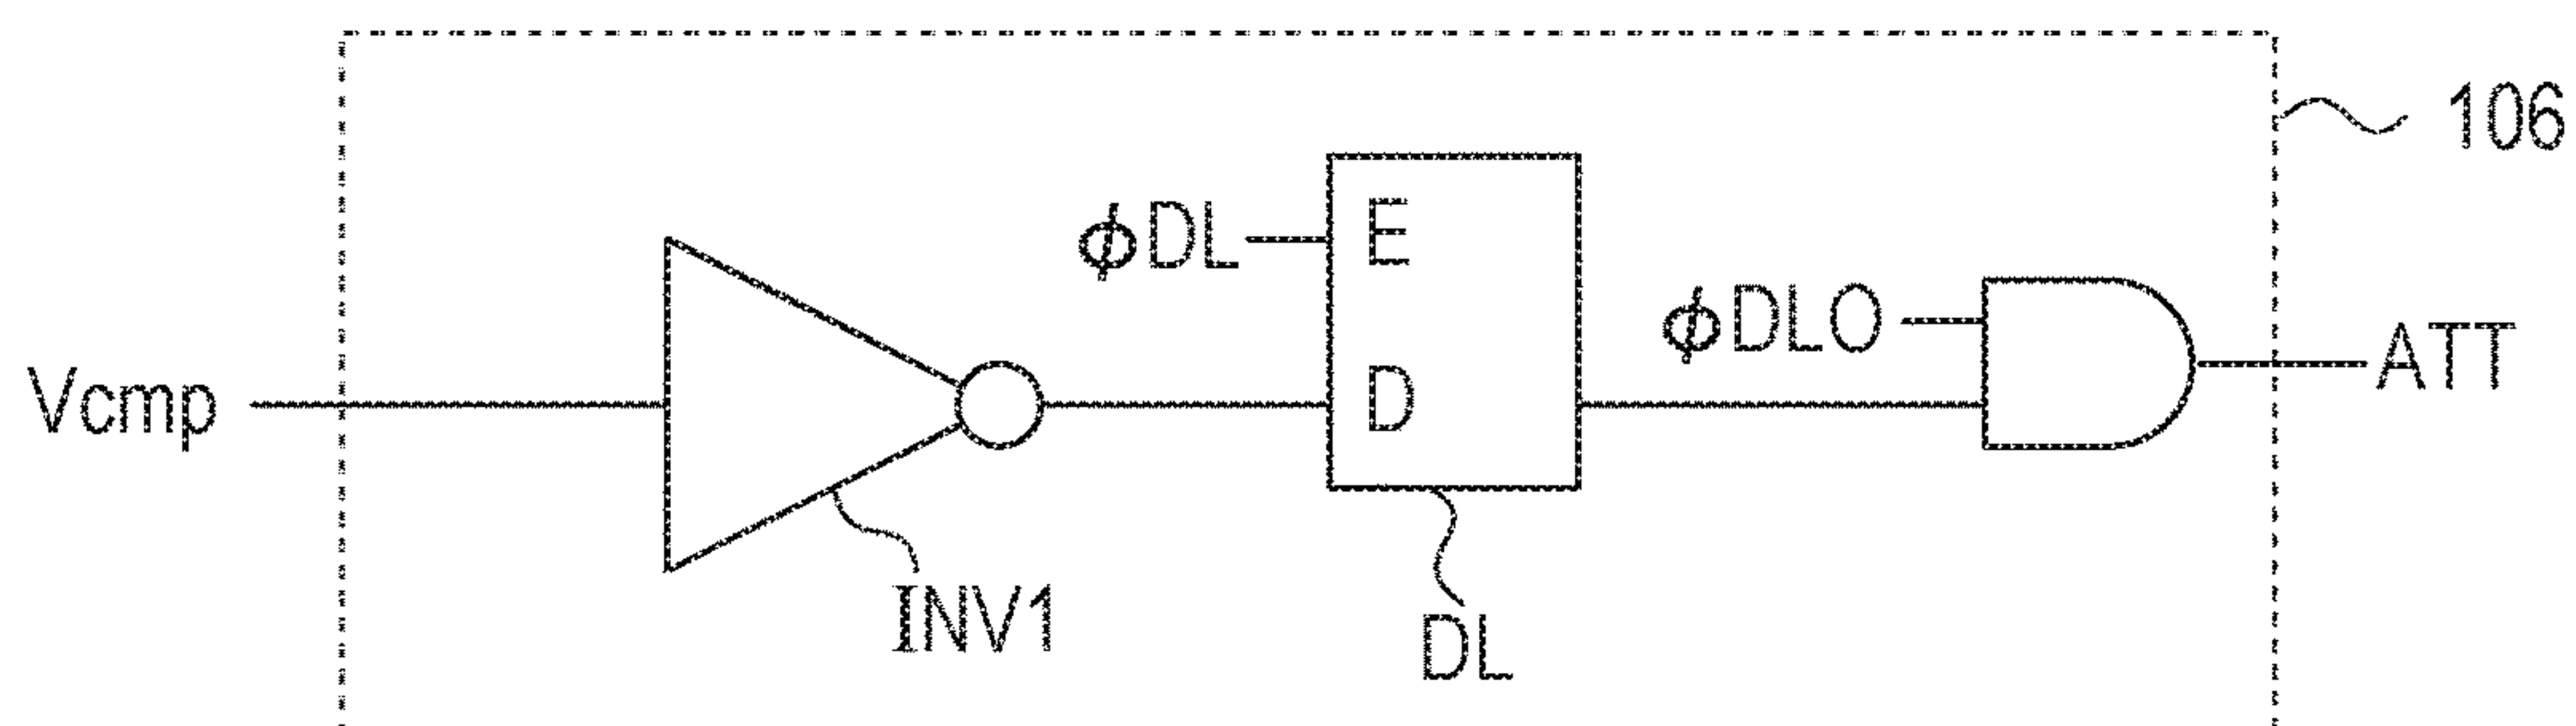 106
ϕDL
E
ϕDLO
Vcmp
D
ATT
INV1
DL